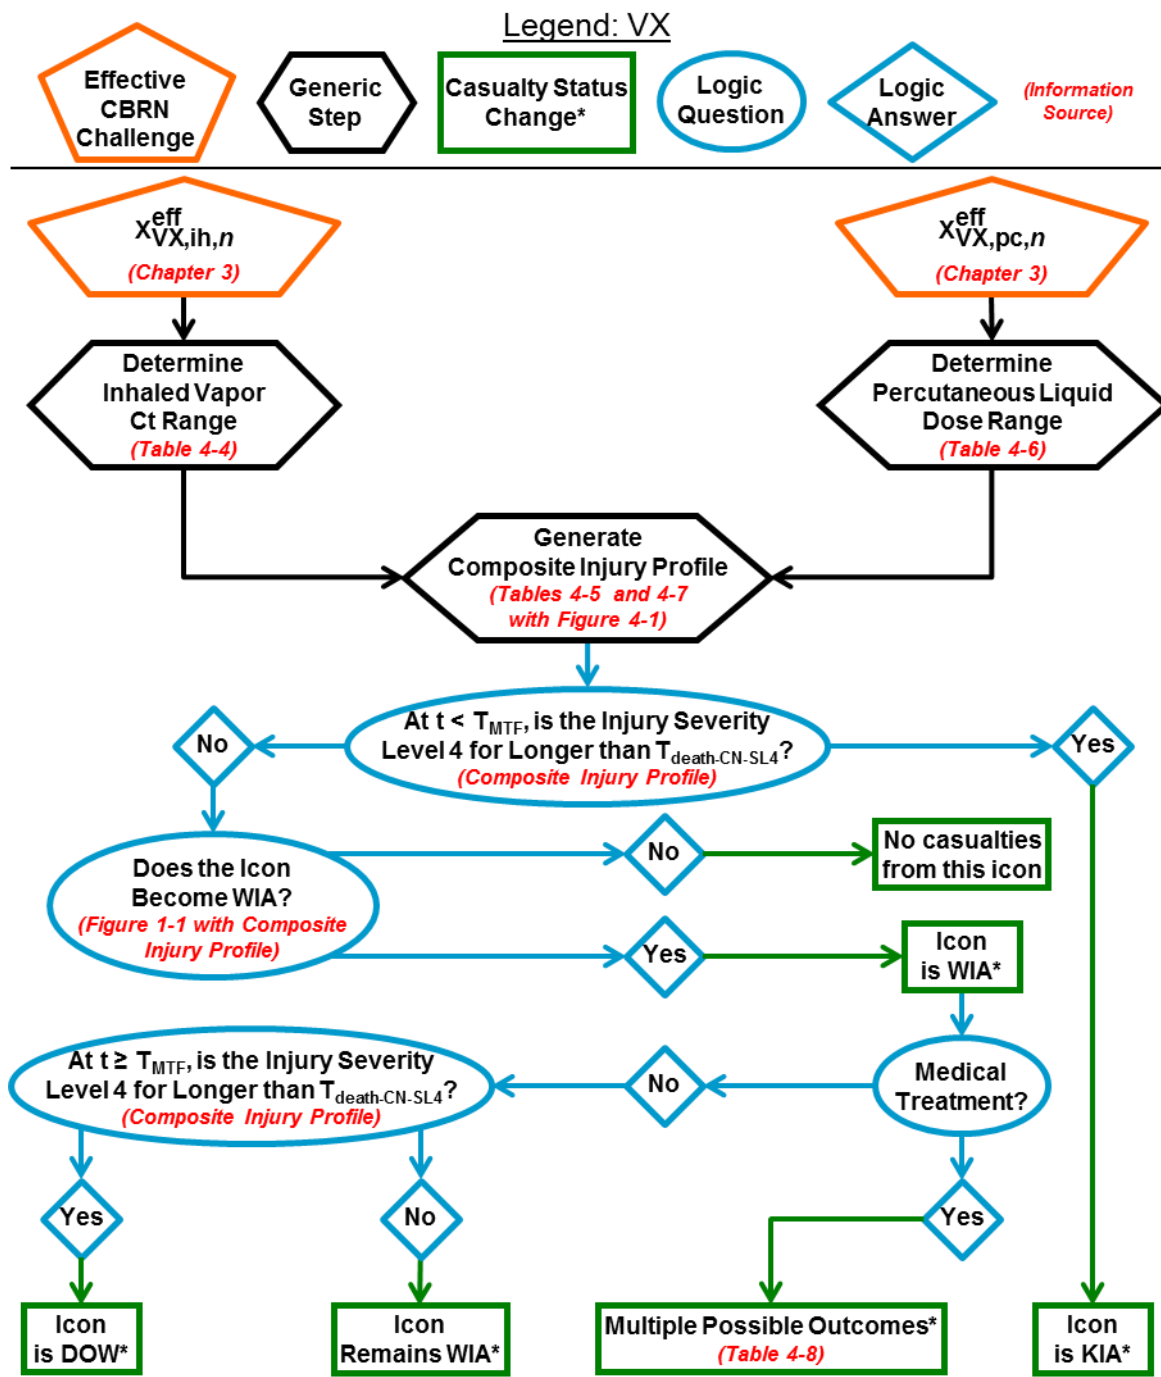 Legend: VX
Effective
CBRN
Challenge
Generic
Step
Casualty Status
Change*
Logic
Question
Logic
Answer
(Information
Source)
X^eff_VX,ih,n
(Chapter 3)
X^eff_VX,pc,n
(Chapter 3)
Determine
Inhaled Vapor
Ct Range
(Table 4-4)
Determine
Percutaneous Liquid
Dose Range
(Table 4-6)
Generate
Composite Injury Profile
(Tables 4-5 and 4-7
with Figure 4-1)
At t < T_MTF, is the Injury Severity
Level 4 for Longer than T_death-CN-SL4?
(Composite Injury Profile)
No
Yes
Does the Icon
Become WIA?
(Figure 1-1 with Composite
Injury Profile)
No
No casualties
from this icon
Yes
Icon
is WIA*
At t ≥ T_MTF, is the Injury Severity
Level 4 for Longer than T_death-CN-SL4?
(Composite Injury Profile)
No
Medical
Treatment?
Yes
No
Yes
Icon
is DOW*
Icon
Remains WIA*
Multiple Possible Outcomes*
(Table 4-8)
Icon
is KIA*